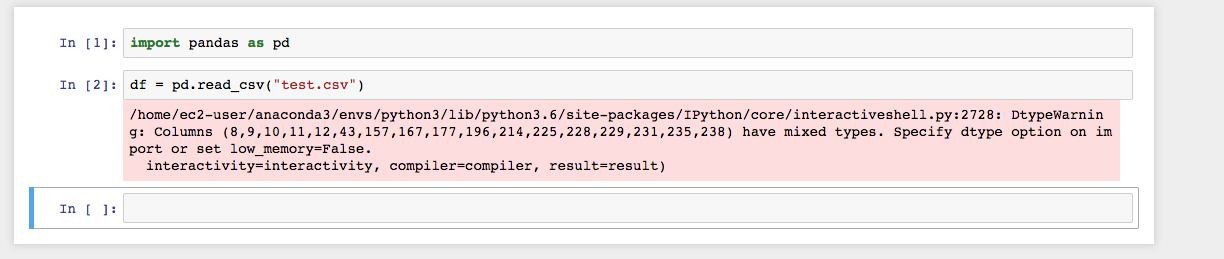 In [1]: import pandas as pd
In [2]: df = pd.read_csv("test.csv")
/home/ec2-user/anaconda3/envs/python3/lib/python3.6/site-packages/IPython/core/interactiveshell.py:2728: DtypeWarnin
g: Columns (8,9,10,11,12,43,157,167,177,196,214,225,228,229,231,235,238) have mixed types. Specify dtype option on im
port or set low_memory=False.
  interactivity=interactivity, compiler=compiler, result=result)
In [ ]: